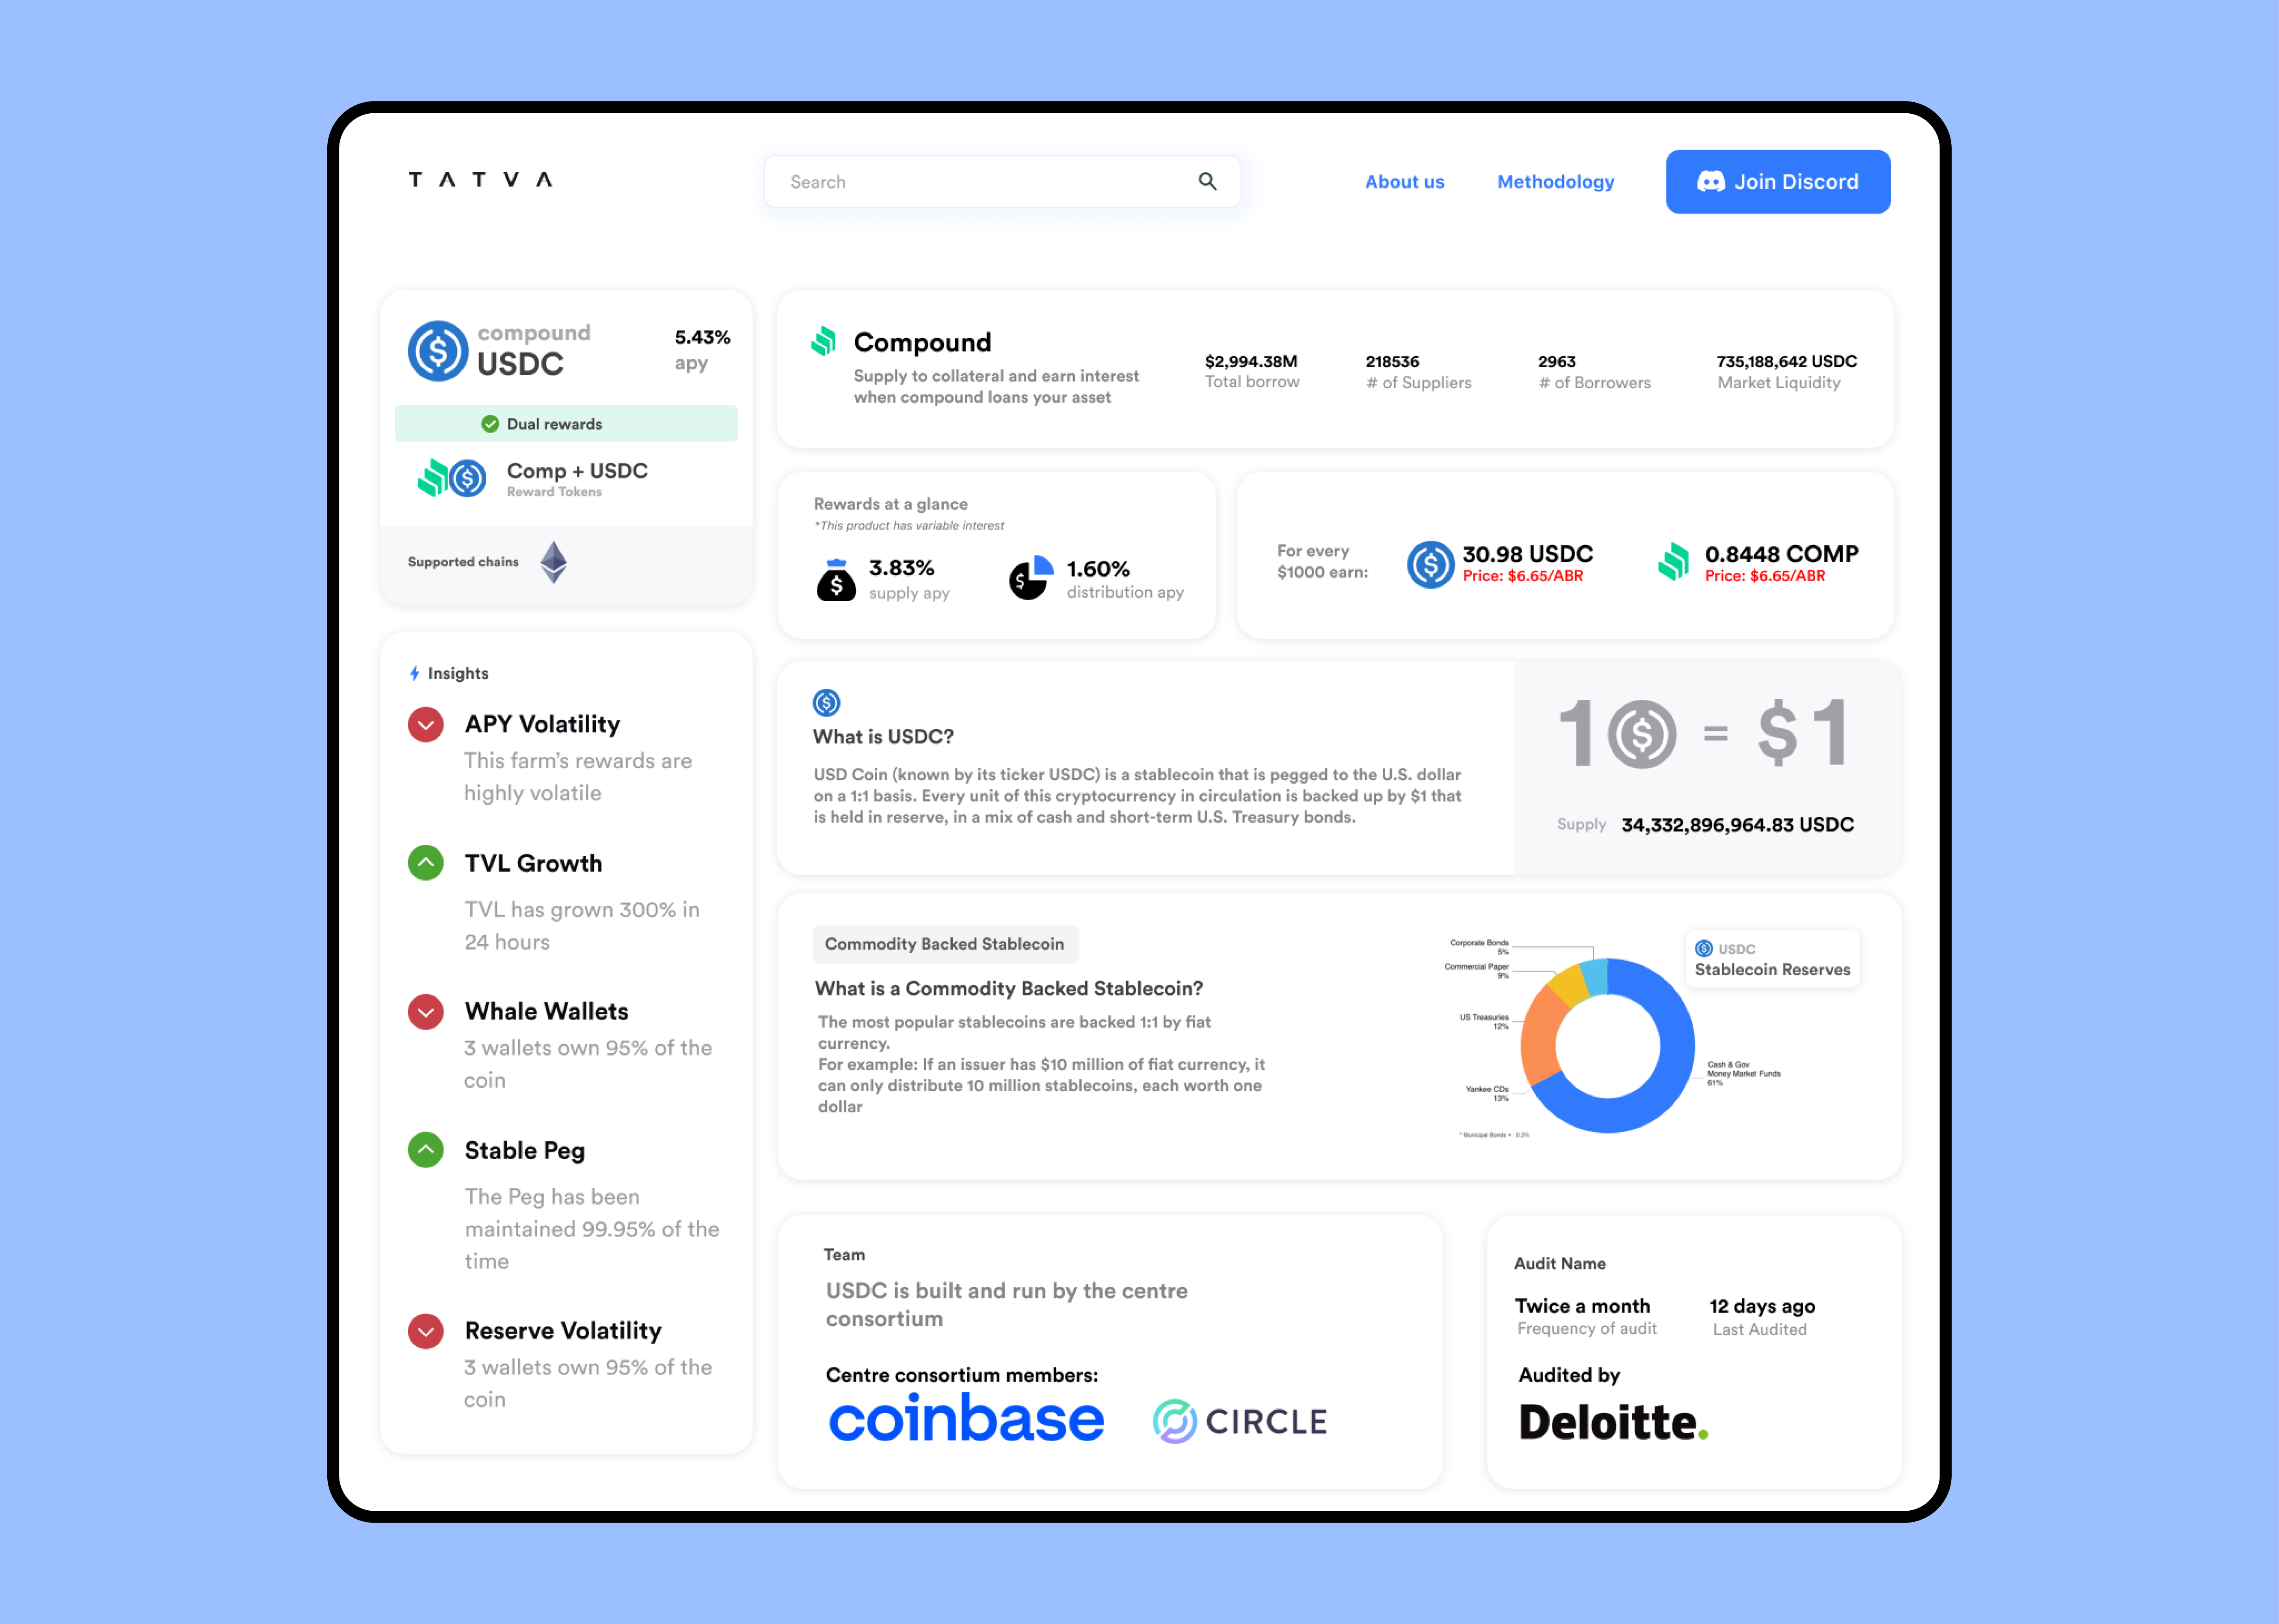 TATVA
Search
About us
Methodology
Join Discord
compound
USDC
5.43%
apy
Dual rewards
Comp + USDC
Reward Tokens
Supported chains
Insights
APY Volatility
This farm's rewards are
highly volatile
TVL Growth
TVL has grown 300% in
24 hours
Whale Wallets
3 wallets own 95% of the
coin
Stable Peg
The Peg has been
maintained 99.95% of the
time
Reserve Volatility
3 wallets own 95% of the
coin
Compound
Supply to collateral and earn interest
when compound loans your asset
$2,994.38M
Total borrow
218536
# of Suppliers
2963
# of Borrowers
735,188,642 USDC
Market Liquidity
Rewards at a glance
*This product has variable interest
3.83%
supply apy
1.60%
distribution apy
For every
$1000 earn:
30.98 USDC
Price: $6.65/ABR
0.8448 COMP
Price: $6.65/ABR
What is USDC?
USD Coin (known by its ticker USDC) is a stablecoin that is pegged to the U.S. dollar
on a 1:1 basis. Every unit of this cryptocurrency in circulation is backed up by $1 that
is held in reserve, in a mix of cash and short-term U.S. Treasury bonds.
1 $ = $1
Supply 34,332,896,964.83 USDC
Commodity Backed Stablecoin
What is a Commodity Backed Stablecoin?
The most popular stablecoins are backed 1:1 by fiat
currency.
For example: If an issuer has $10 million of fiat currency, it
can only distribute 10 million stablecoins, each worth one
dollar
Corporate Bonds
5%
Commercial Paper
9%
US Treasuries
12%
Yankee CDs
13%
* Municipal Bonds = 0.2%
Cash & Gov
Money Market Funds
61%
USDC
Stablecoin Reserves
Team
USDC is built and run by the centre
consortium
Centre consortium members:
coinbase
CIRCLE
Audit Name
Twice a month
Frequency of audit
12 days ago
Last Audited
Audited by
Deloitte.